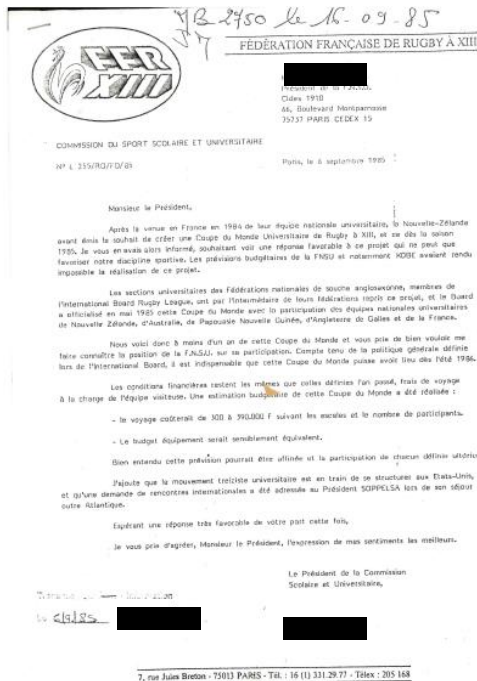 JB 2750 le 16-09-85
FFR
XIII
FÉDÉRATION FRANÇAISE DE RUGBY À XIII
Président de la F.N.S.U.
Cidex 1910
Boulevard Montparnasse
75737 PARIS CEDEX 15
COMMISSION DU SPORT SCOLAIRE ET UNIVERSITAIRE
Paris, le 6 septembre 1985
Monsieur le Président,
Après la venue en France en 1984 de leur équipe nationale universitaire, la Nouvelle-Zélande
avait émis le souhait de créer une Coupe du Monde Universitaire de Rugby à XIII, et ce dès la saison
1985. Je vous en avais alors informé, souhaitant voir une réponse favorable à ce projet qui ne peut que
favoriser notre discipline sportive. Les prévisions budgétaires de la FNSU et notamment avaient rendu
impossible la réalisation de ce projet.
Les sections universitaires des Fédérations nationales de souche anglosaxonne, membres de
l'International Board Rugby League, ont par l'intermédaire de leurs fédérations repris ce projet, et le Board
a officialisé en mai 1985 cette Coupe du Monde avec la participation des équipes nationales universitaires
de Nouvelle Zélande, d'Australie, de Papouasie Nouvelle Guinée, d'Angleterre de Galles et de la France.
Nous voici donc à moins d'un an de cette Coupe du Monde et vous prie de bien vouloir me
faire connaître la position de la F.N.S.U. sur sa participation. Compte tenu de la politique générale définie
lors de l'International Board, il est indispensable que cette Coupe du Monde puisse avoir lieu dès l'été 1986.
Les conditions financières restent les mêmes que celles définies l'an passé, frais de voyage
à la charge de l'équipe visiteuse. Une estimation budgétaire de cette Coupe du Monde a été réalisée :
- le voyage coûterait de 300 à 390.000 F suivant les escales et le nombre de participants.
- Le budget équipement serait sensiblement équivalent.
Bien entendu cette prévision pourrait être affinée et la participation de chacun définie ultérieu
J'ajoute que le mouvement treiziste universitaire est en train de se structurer aux Etats-Unis,
et qu'une demande de rencontres internationales a été adressée au Président SOPPELSA lors de son séjour
outre Atlantique.
Espérant une réponse très favorable de votre part cette fois,
Je vous prie d'agréer, Monsieur le Président, l'expression de mes sentiments les meilleurs.
Le Président de la Commission
Scolaire et Universitaire,
7, rue Jules Breton - 75013 PARIS - Tél. : 16 (1) 331.29.77 - Télex : 205 168